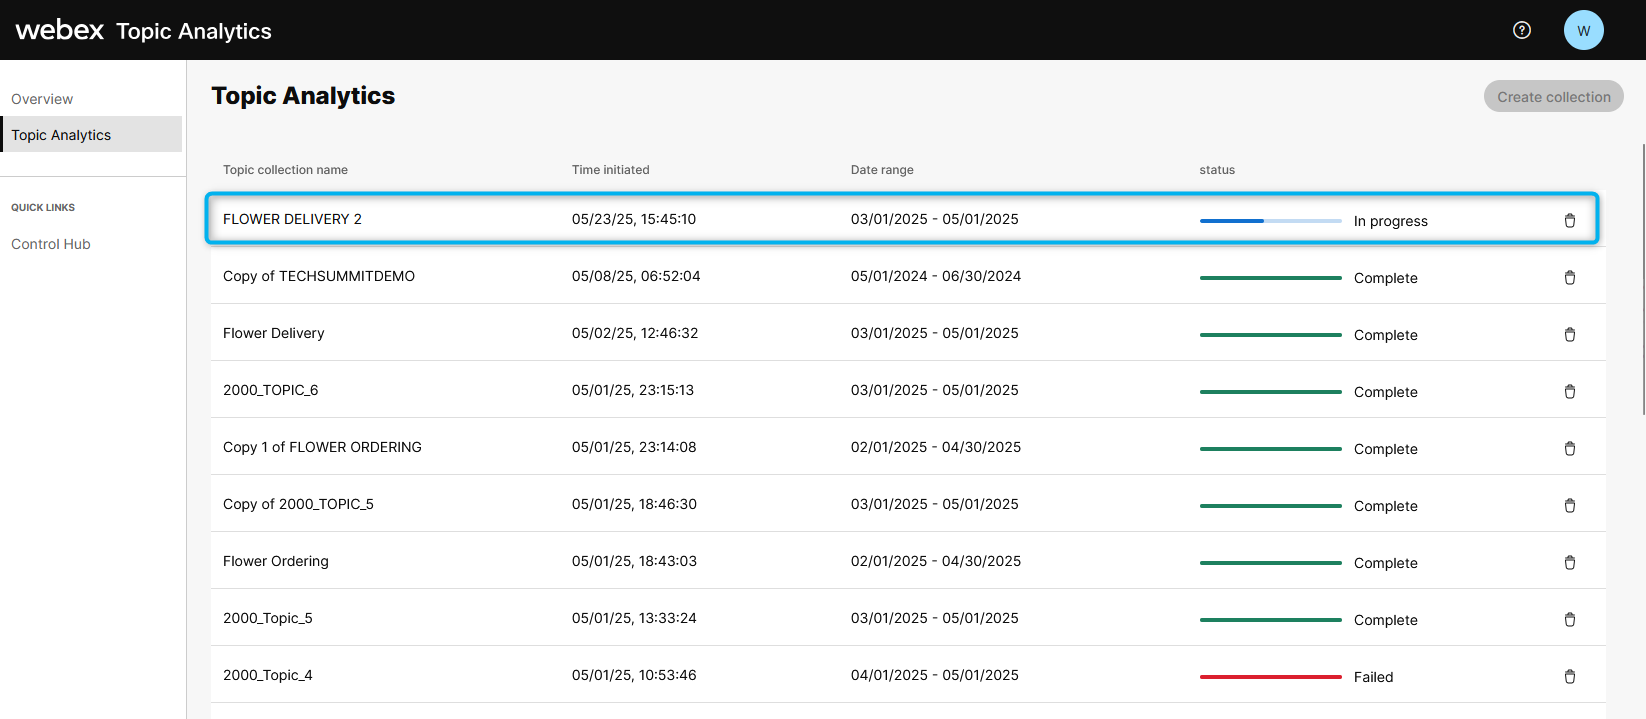 webex Topic Analytics
W
Overview
Topic Analytics
QUICK LINKS
Control Hub
Topic Analytics
Create collection
Topic collection name Time initiated Date range status
FLOWER DELIVERY 2 05/23/25, 15:45:10 03/01/2025 - 05/01/2025 In progress
Copy of TECHSUMMITDEMO 05/08/25, 06:52:04 05/01/2024 - 06/30/2024 Complete
Flower Delivery 05/02/25, 12:46:32 03/01/2025 - 05/01/2025 Complete
2000_TOPIC_6 05/01/25, 23:15:13 03/01/2025 - 05/01/2025 Complete
Copy 1 of FLOWER ORDERING 05/01/25, 23:14:08 02/01/2025 - 04/30/2025 Complete
Copy of 2000_TOPIC_5 05/01/25, 18:46:30 03/01/2025 - 05/01/2025 Complete
Flower Ordering 05/01/25, 18:43:03 02/01/2025 - 04/30/2025 Complete
2000_Topic_5 05/01/25, 13:33:24 03/01/2025 - 05/01/2025 Complete
2000_Topic_4 05/01/25, 10:53:46 04/01/2025 - 05/01/2025 Failed